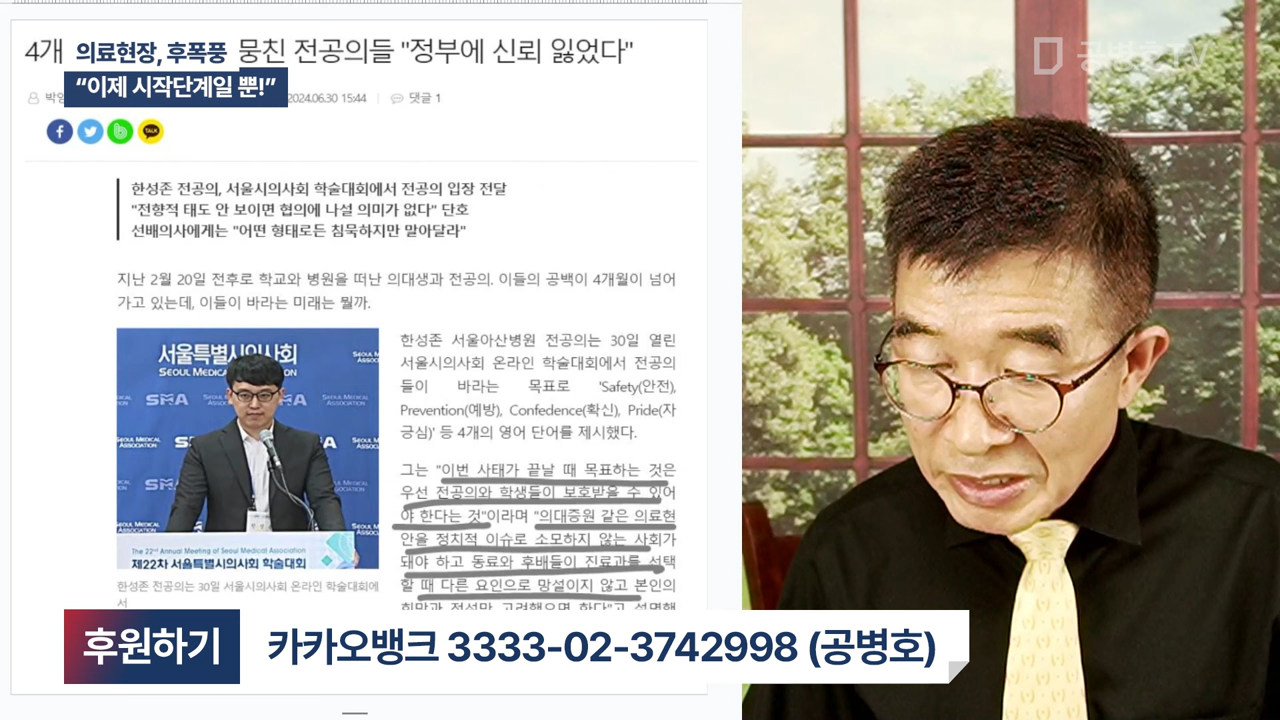 4개
의료현장, 후폭풍
뭉친 전공의들 "정부에 신뢰 잃었다"
“이제 시작단계일 뿐!”
2024.06.30 15:44
댓글 1
TALK
공병호TV
한성존 전공의, 서울시의사회 학술대회에서 전공의 입장 전달
"전향적 태도 안 보이면 협의에 나설 의미가 없다" 단호
선배의사에게는 "어떤 형태로든 침묵하지만 말아달라"
지난 2월 20일 전후로 학교와 병원을 떠난 의대생과 전공의. 이들의 공백이 4개월이 넘어
가고 있는데, 이들이 바라는 미래는 뭘까.
서울특별시의사회
SEOUL MEDICAL ASSOCIATION
SMA
The 22nd Annual Meeting of Seoul Medical Association
제22차 서울특별시의사회 학술대회
한성존 전공의는 30일 서울시의사회 온라인 학술대회에
서
한성존 서울아산병원 전공의는 30일 열린
서울시의사회 온라인 학술대회에서 전공의
들이 바라는 목표로 'Safety(안전),
Prevention(예방), Confedence(확신), Pride(자
긍심)' 등 4개의 영어 단어를 제시했다.
그는 "이번 사태가 끝날 때 목표하는 것은
우선 전공의와 학생들이 보호받을 수 있어
야 한다는 것"이라며 "의대증원 같은 의료현
안을 정치적 이슈로 소모하지 않는 사회가
돼야 하고 동료와 후배들이 진료과를 선택
할 때 다른 요인으로 망설이지 않고 본인의
희망과 적성만 고려했으면 한다"고 설명했
후원하기
카카오뱅크 3333-02-3742998 (공병호)